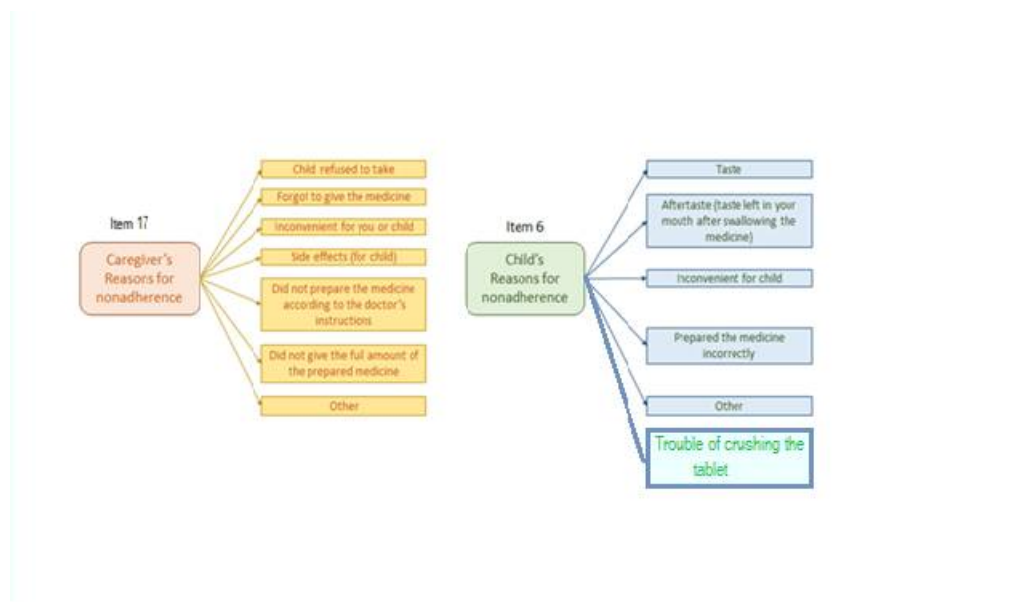 Item 17
Caregiver's
Reasons for
nonadherence
Child refused to take
Forgot to give the medicine
Inconvenient for you or child
Side effects (for child)
Did not prepare the medicine
according to the doctor's
instructions
Did not give the full amount of
the prepared medicine
Other
Item 6
Child's
Reasons for
nonadherence
Taste
Aftertaste (taste left in your
mouth after swallowing the
medicine)
Inconvenient for child
Prepared the medicine
incorrectly
Other
Trouble of crushing the
tablet